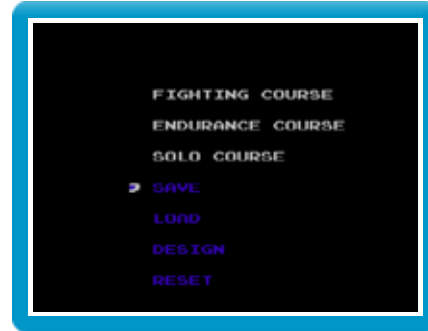 FIGHTING COURSE
ENDURANCE COURSE
SOLO COURSE
SAVE
LOAD
DESIGN
RESET